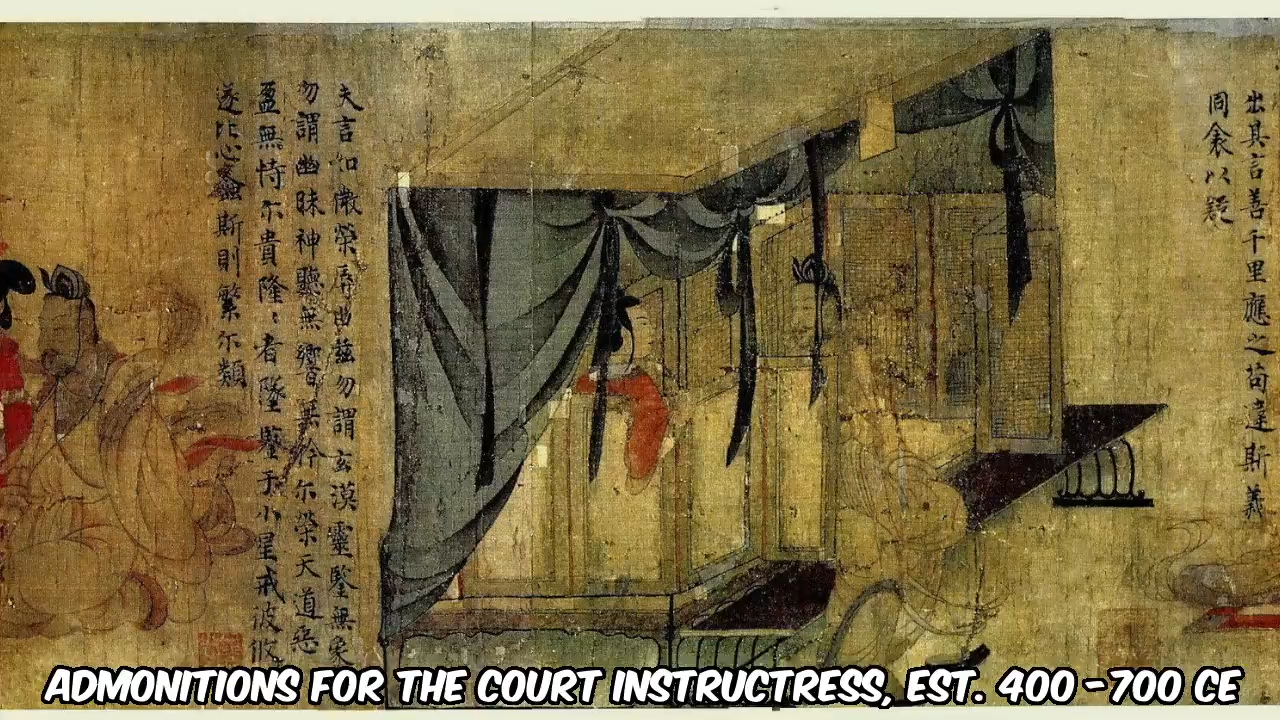 出其言善千里應之苟違斯義
同衾以疑
夫言如微榮辱由茲勿謂玄漠靈鑒無象
勿謂幽昧神聽無響無矜尓榮天道惡
盈無恃尓貴隆〻者墜鑒于小星戒彼攸
遂比心螽斯則繁尓類
ADMONITIONS FOR THE COURT INSTRUCTRESS, EST. 400 - 700 CE